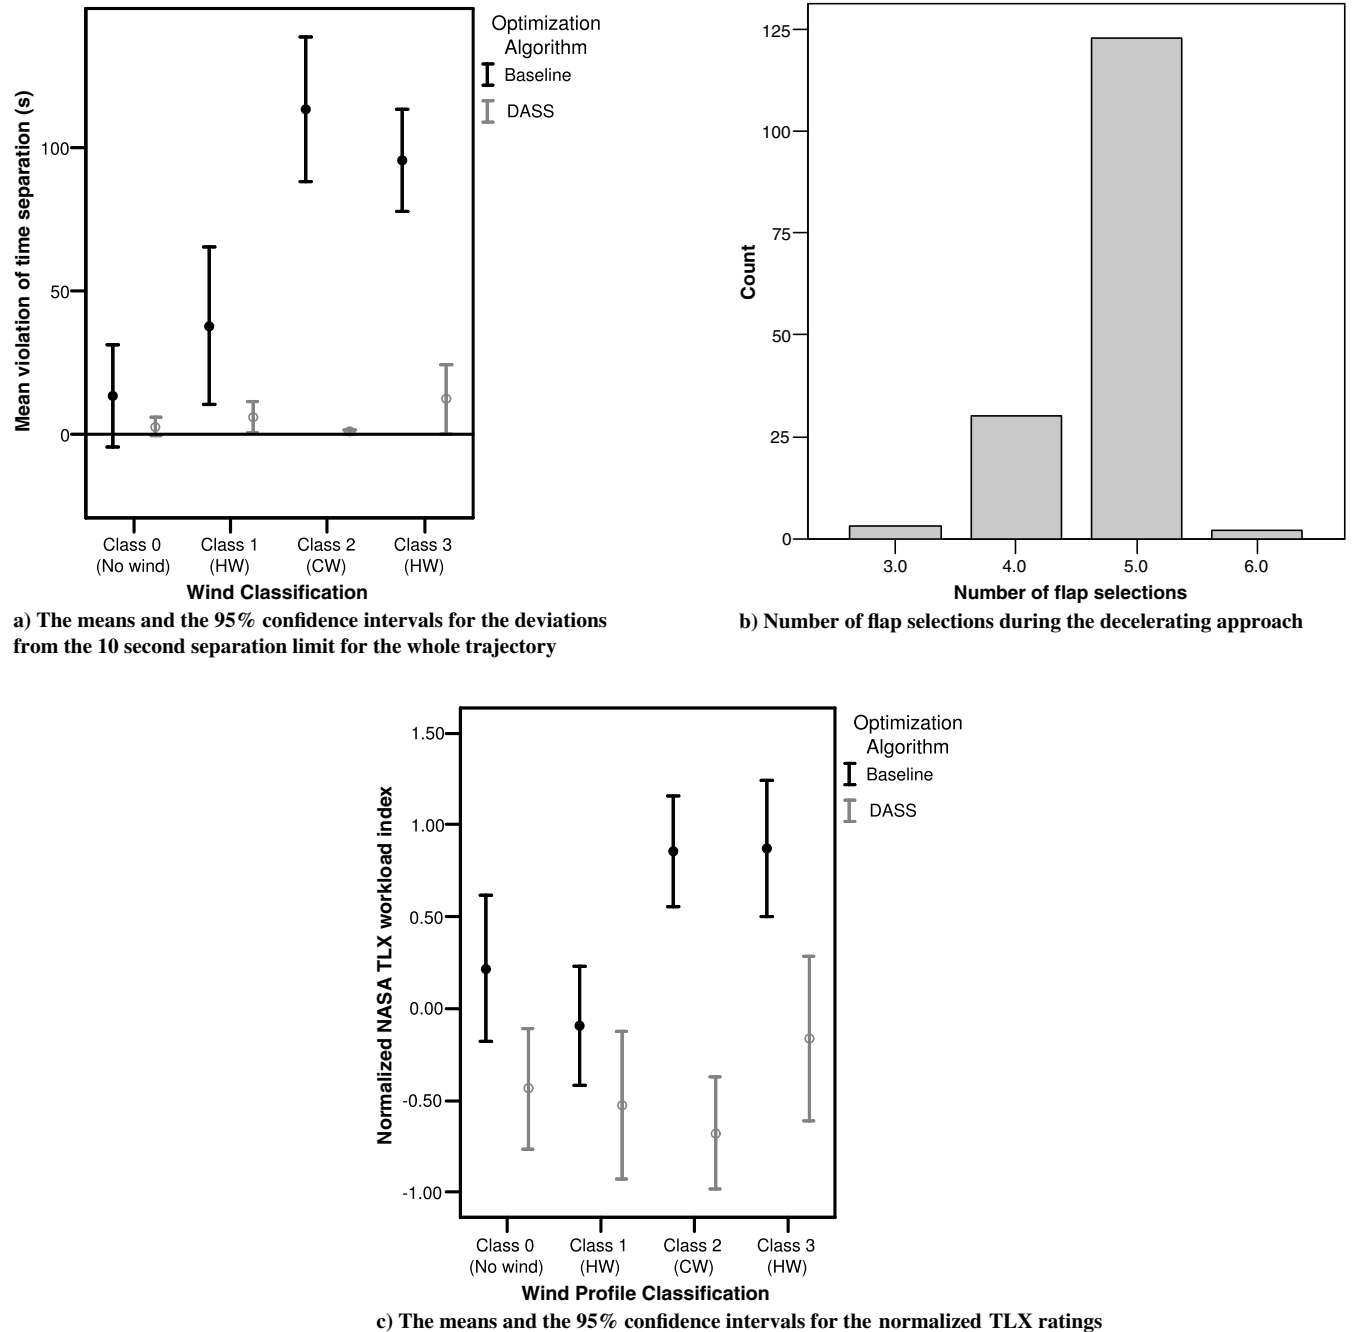 Optimization
Algorithm
Baseline
DASS
Mean violation of time separation (s)
100
50
0
Class 0
(No wind)
Class 1
(HW)
Class 2
(CW)
Class 3
(HW)
Wind Classification
a) The means and the 95% confidence intervals for the deviations
from the 10 second separation limit for the whole trajectory
Count
125
100
75
50
25
0
3.0
4.0
5.0
6.0
Number of flap selections
b) Number of flap selections during the decelerating approach
Optimization
Algorithm
Baseline
DASS
Normalized NASA TLX workload index
1.50
1.00
0.50
0.00
-0.50
-1.00
Class 0
(No wind)
Class 1
(HW)
Class 2
(CW)
Class 3
(HW)
Wind Profile Classification
c) The means and the 95% confidence intervals for the normalized TLX ratings